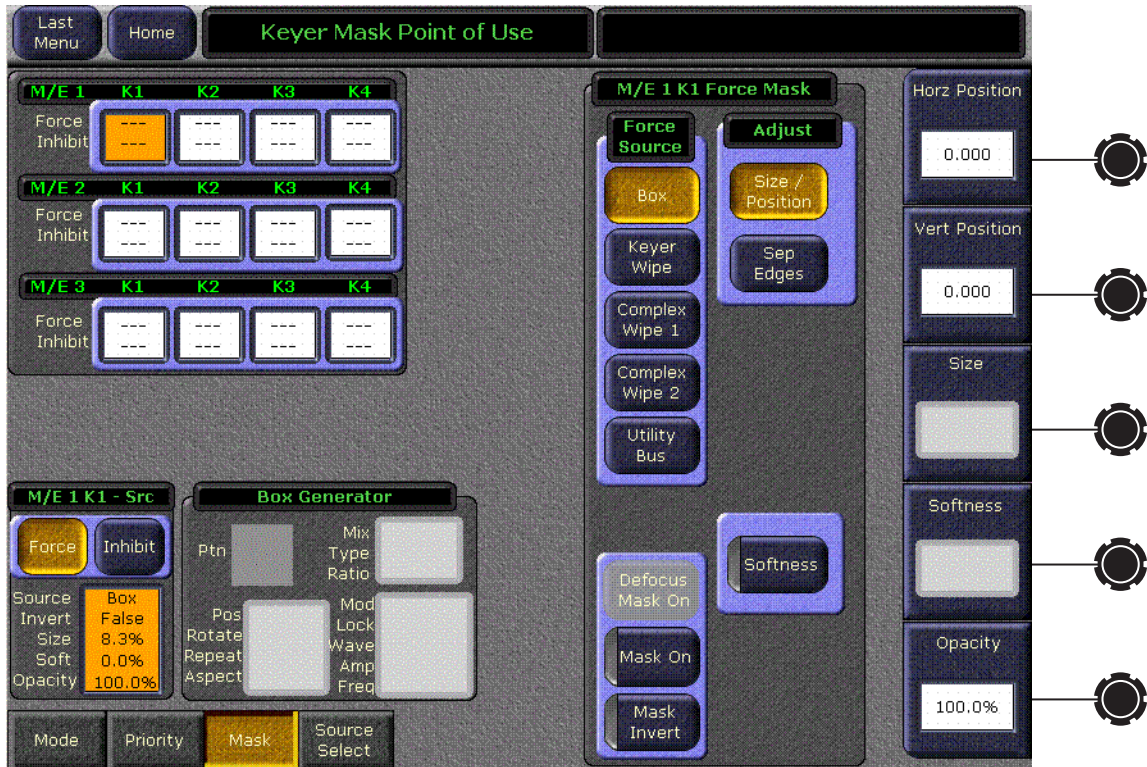 Last
Menu
Home
Keyer Mask Point of Use
M/E 1 K1 K2 K3 K4
Force
Inhibit
--- --- --- ---
--- --- --- ---
M/E 2 K1 K2 K3 K4
Force
Inhibit
--- --- --- ---
--- --- --- ---
M/E 3 K1 K2 K3 K4
Force
Inhibit
--- --- --- ---
--- --- --- ---
M/E 1 K1 - Src
Force
Inhibit
Source Box
Invert False
Size 8.3%
Soft 0.0%
Opacity 100.0%
Box Generator
Ptn
Mix
Type
Ratio
Pos
Rotate
Repeat
Aspect
Mod
Lock
Wave
Amp
Freq
M/E 1 K1 Force Mask
Force
Source
Box
Keyer
Wipe
Complex
Wipe 1
Complex
Wipe 2
Utility
Bus
Adjust
Size /
Position
Sep
Edges
Defocus
Mask On
Mask On
Mask
Invert
Softness
Horz Position
0.000
Vert Position
0.000
Size
Softness
Opacity
100.0%
Mode
Priority
Mask
Source
Select